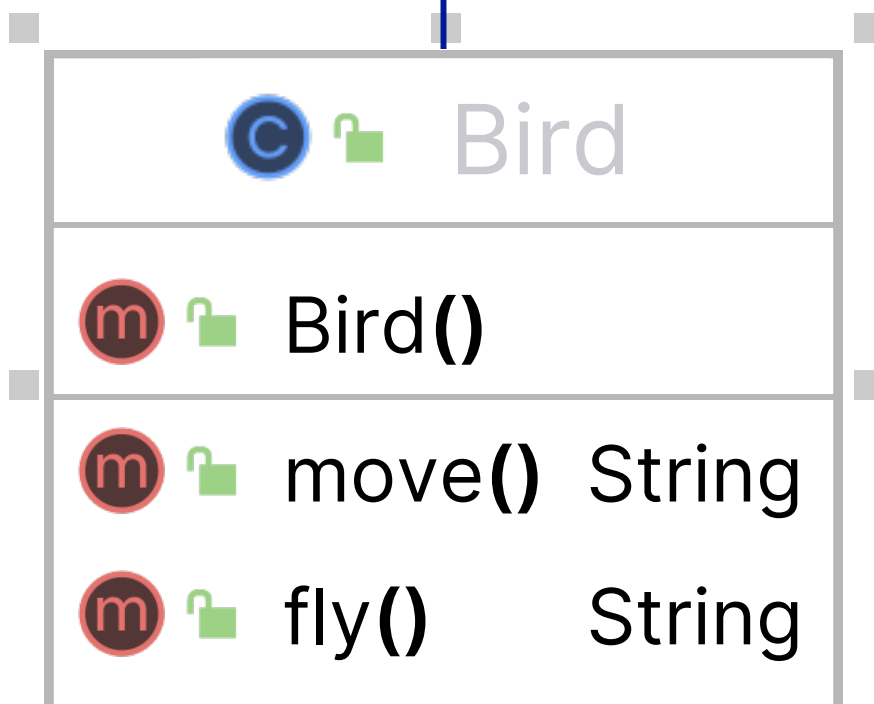 C Bird
m Bird()
m move() String
m fly() String